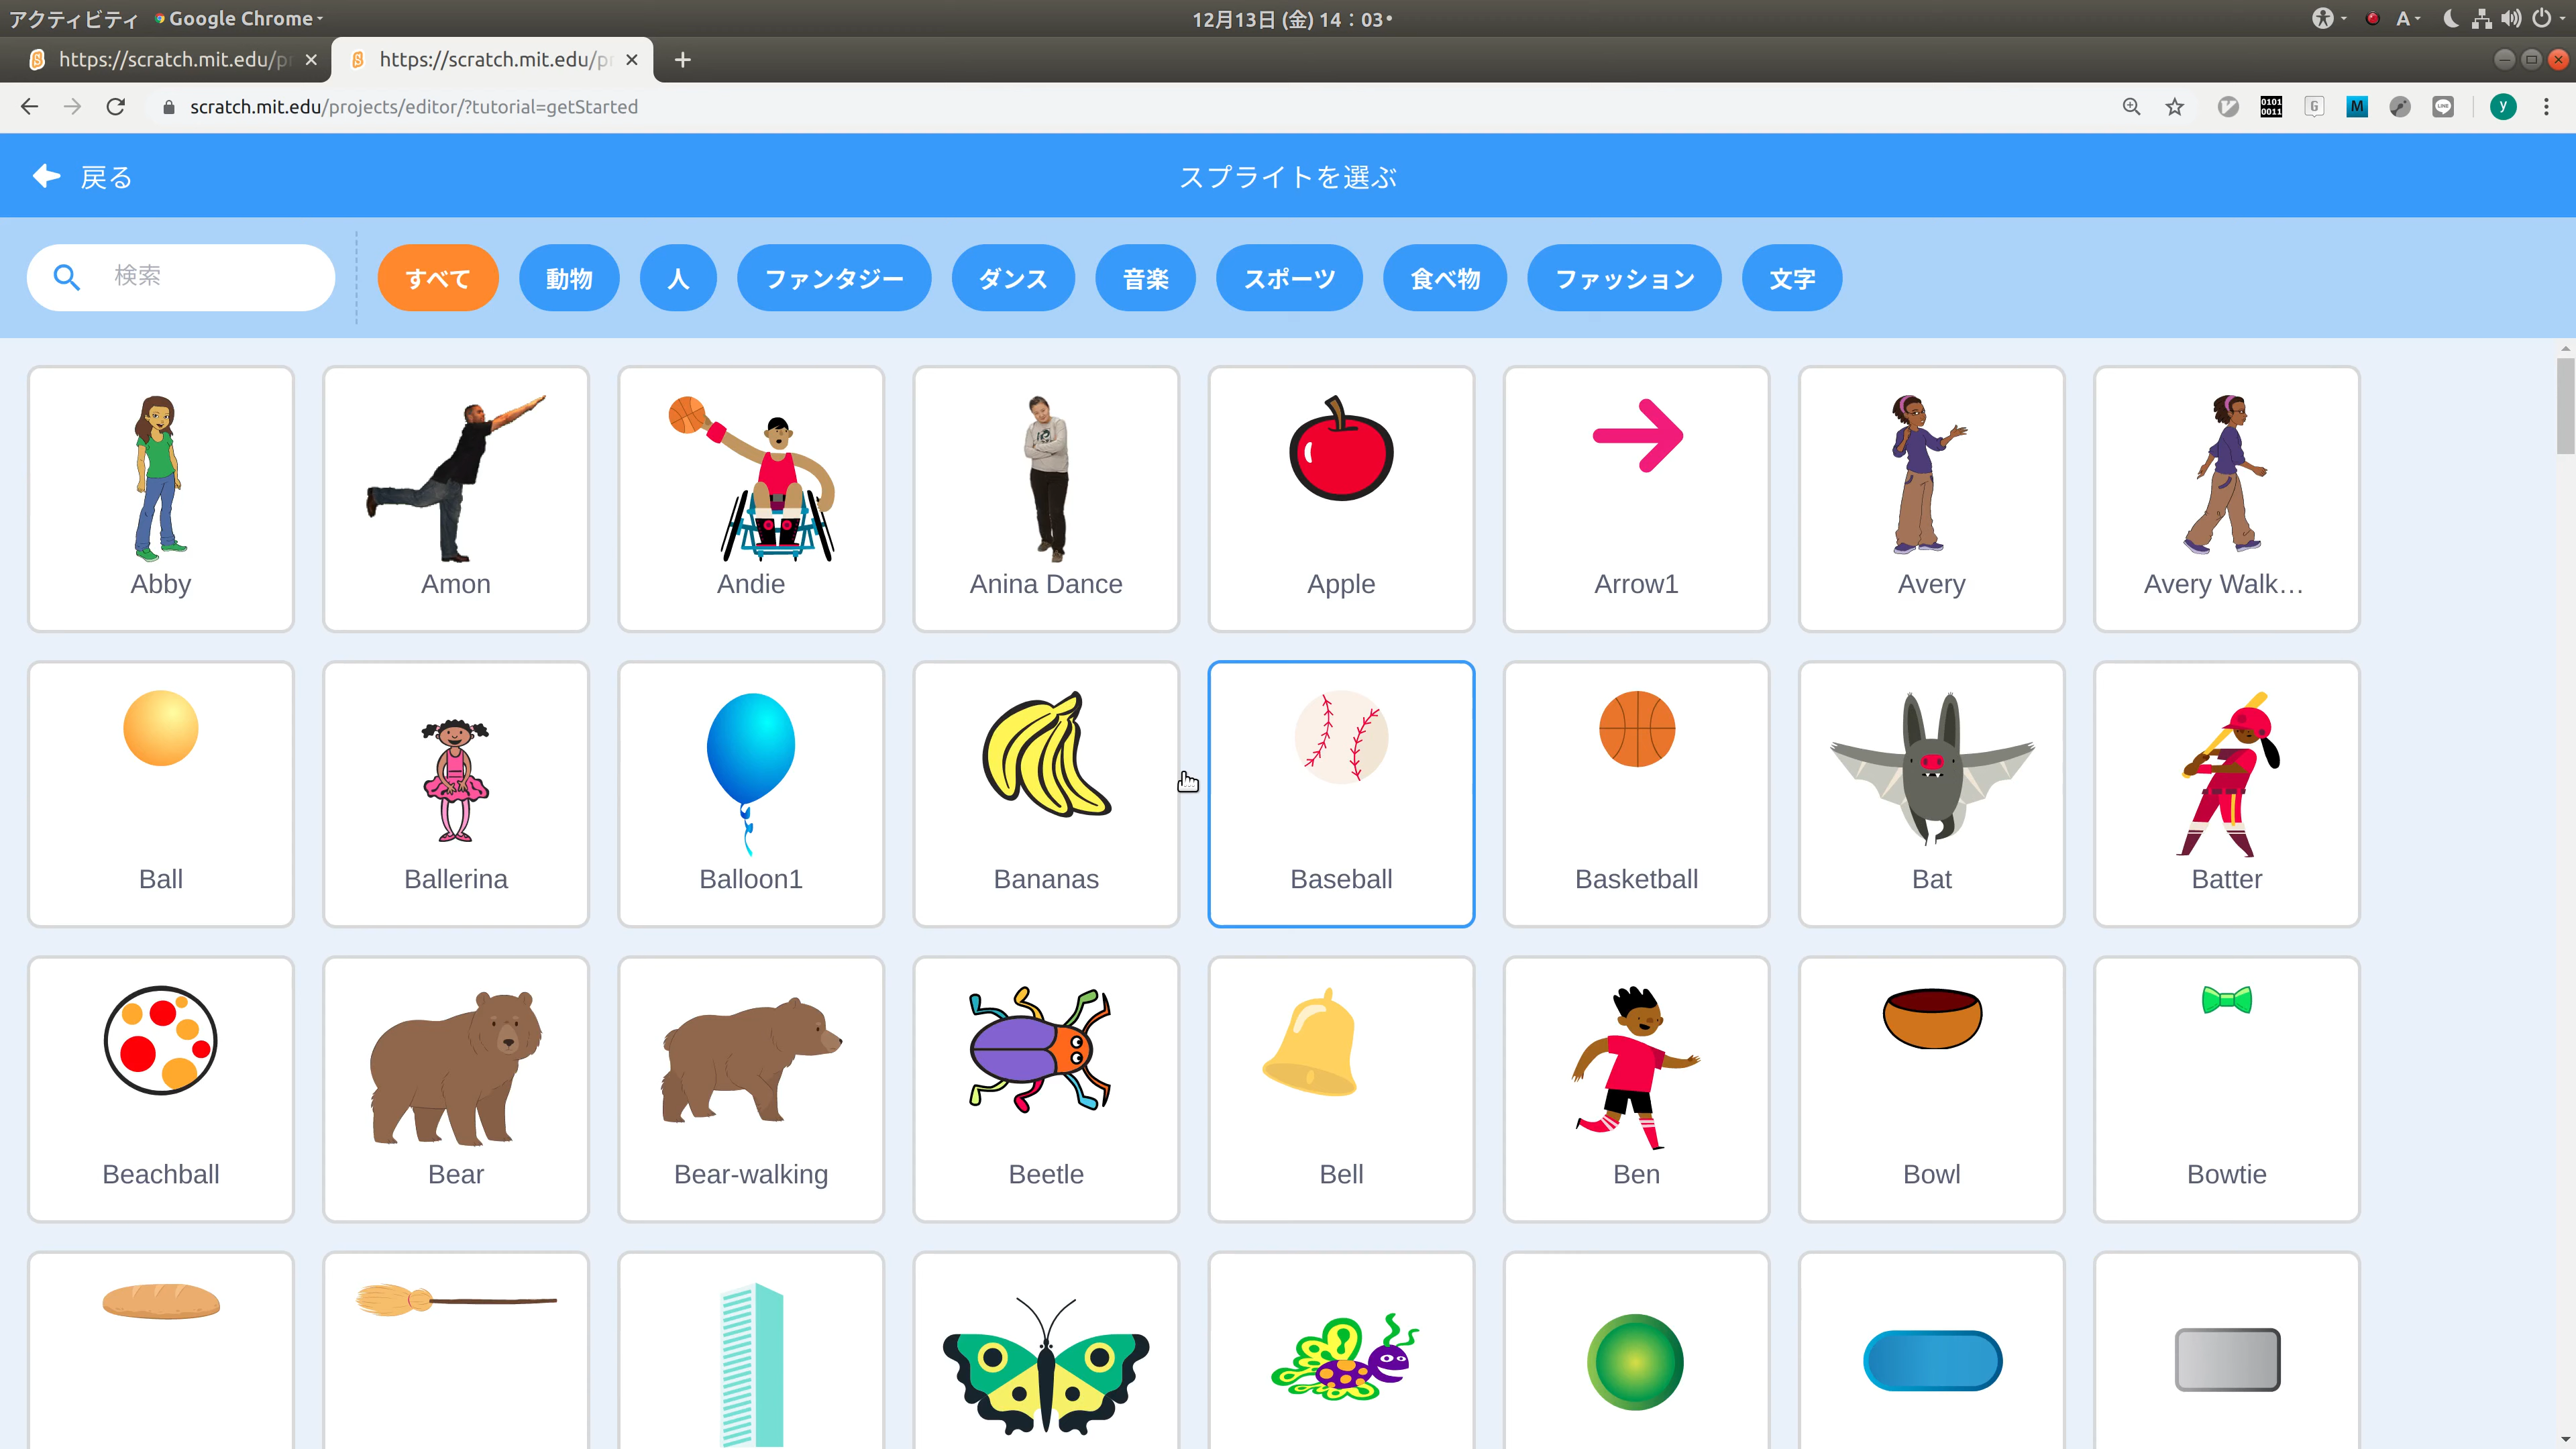 アクティビティ Google Chrome
12月13日 (金) 14：03
A
https://scratch.mit.edu/pr
https://scratch.mit.edu/pr
scratch.mit.edu/projects/editor/?tutorial=getStarted
0101
0011
G
M
LINE
y
戻る
スプライトを選ぶ
検索
すべて
動物
人
ファンタジー
ダンス
音楽
スポーツ
食べ物
ファッション
文字
Abby
Amon
Andie
Anina Dance
Apple
Arrow1
Avery
Avery Walk...
Ball
Ballerina
Balloon1
Bananas
Baseball
Basketball
Bat
Batter
Beachball
Bear
Bear-walking
Beetle
Bell
Ben
Bowl
Bowtie